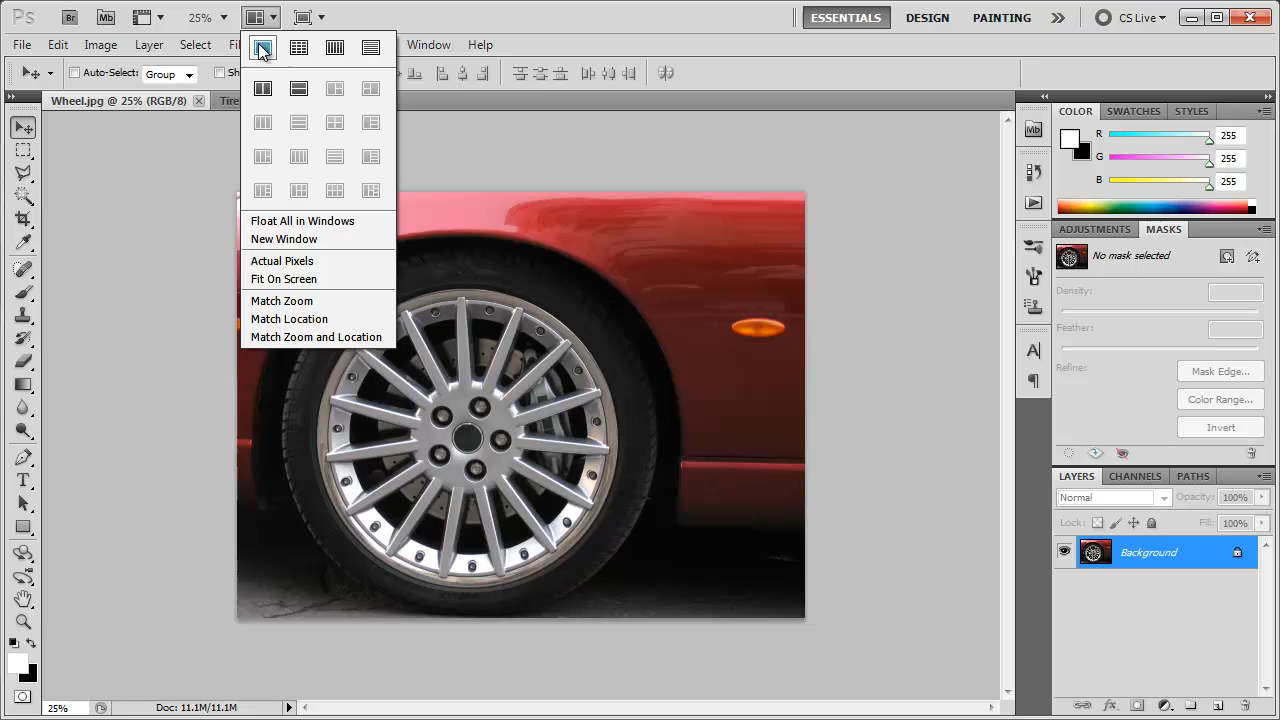 Ps Br Mb 25% ESSENTIALS DESIGN PAINTING CS Live
File Edit Image Layer Select Window Help
Auto-Select: Group
Wheel.jpg @ 25% (RGB/8) Tire
Float All in Windows
New Window
Actual Pixels
Fit On Screen
Match Zoom
Match Location
Match Zoom and Location
Mb
COLOR SWATCHES STYLES
R 255
G 255
B 255
ADJUSTMENTS MASKS
No mask selected
Density:
Feather:
Refine: Mask Edge...
Color Range...
Invert
LAYERS CHANNELS PATHS
Normal Opacity: 100%
Lock: Fill: 100%
Background
25% Doc: 11.1M/11.1M